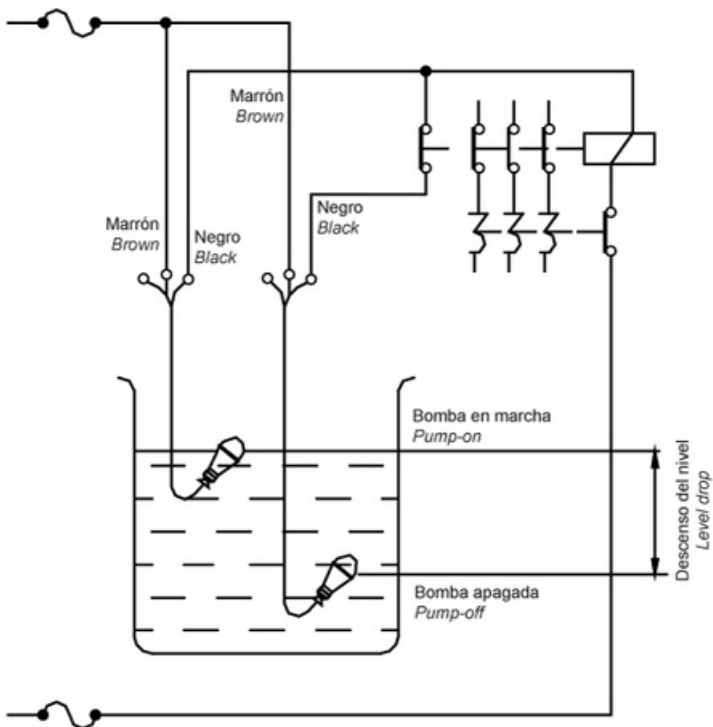 Marrón
Brown
Marrón
Brown
Negro
Black
Negro
Black
Bomba en marcha
Pump-on
Descenso del nivel
Level drop
Bomba apagada
Pump-off